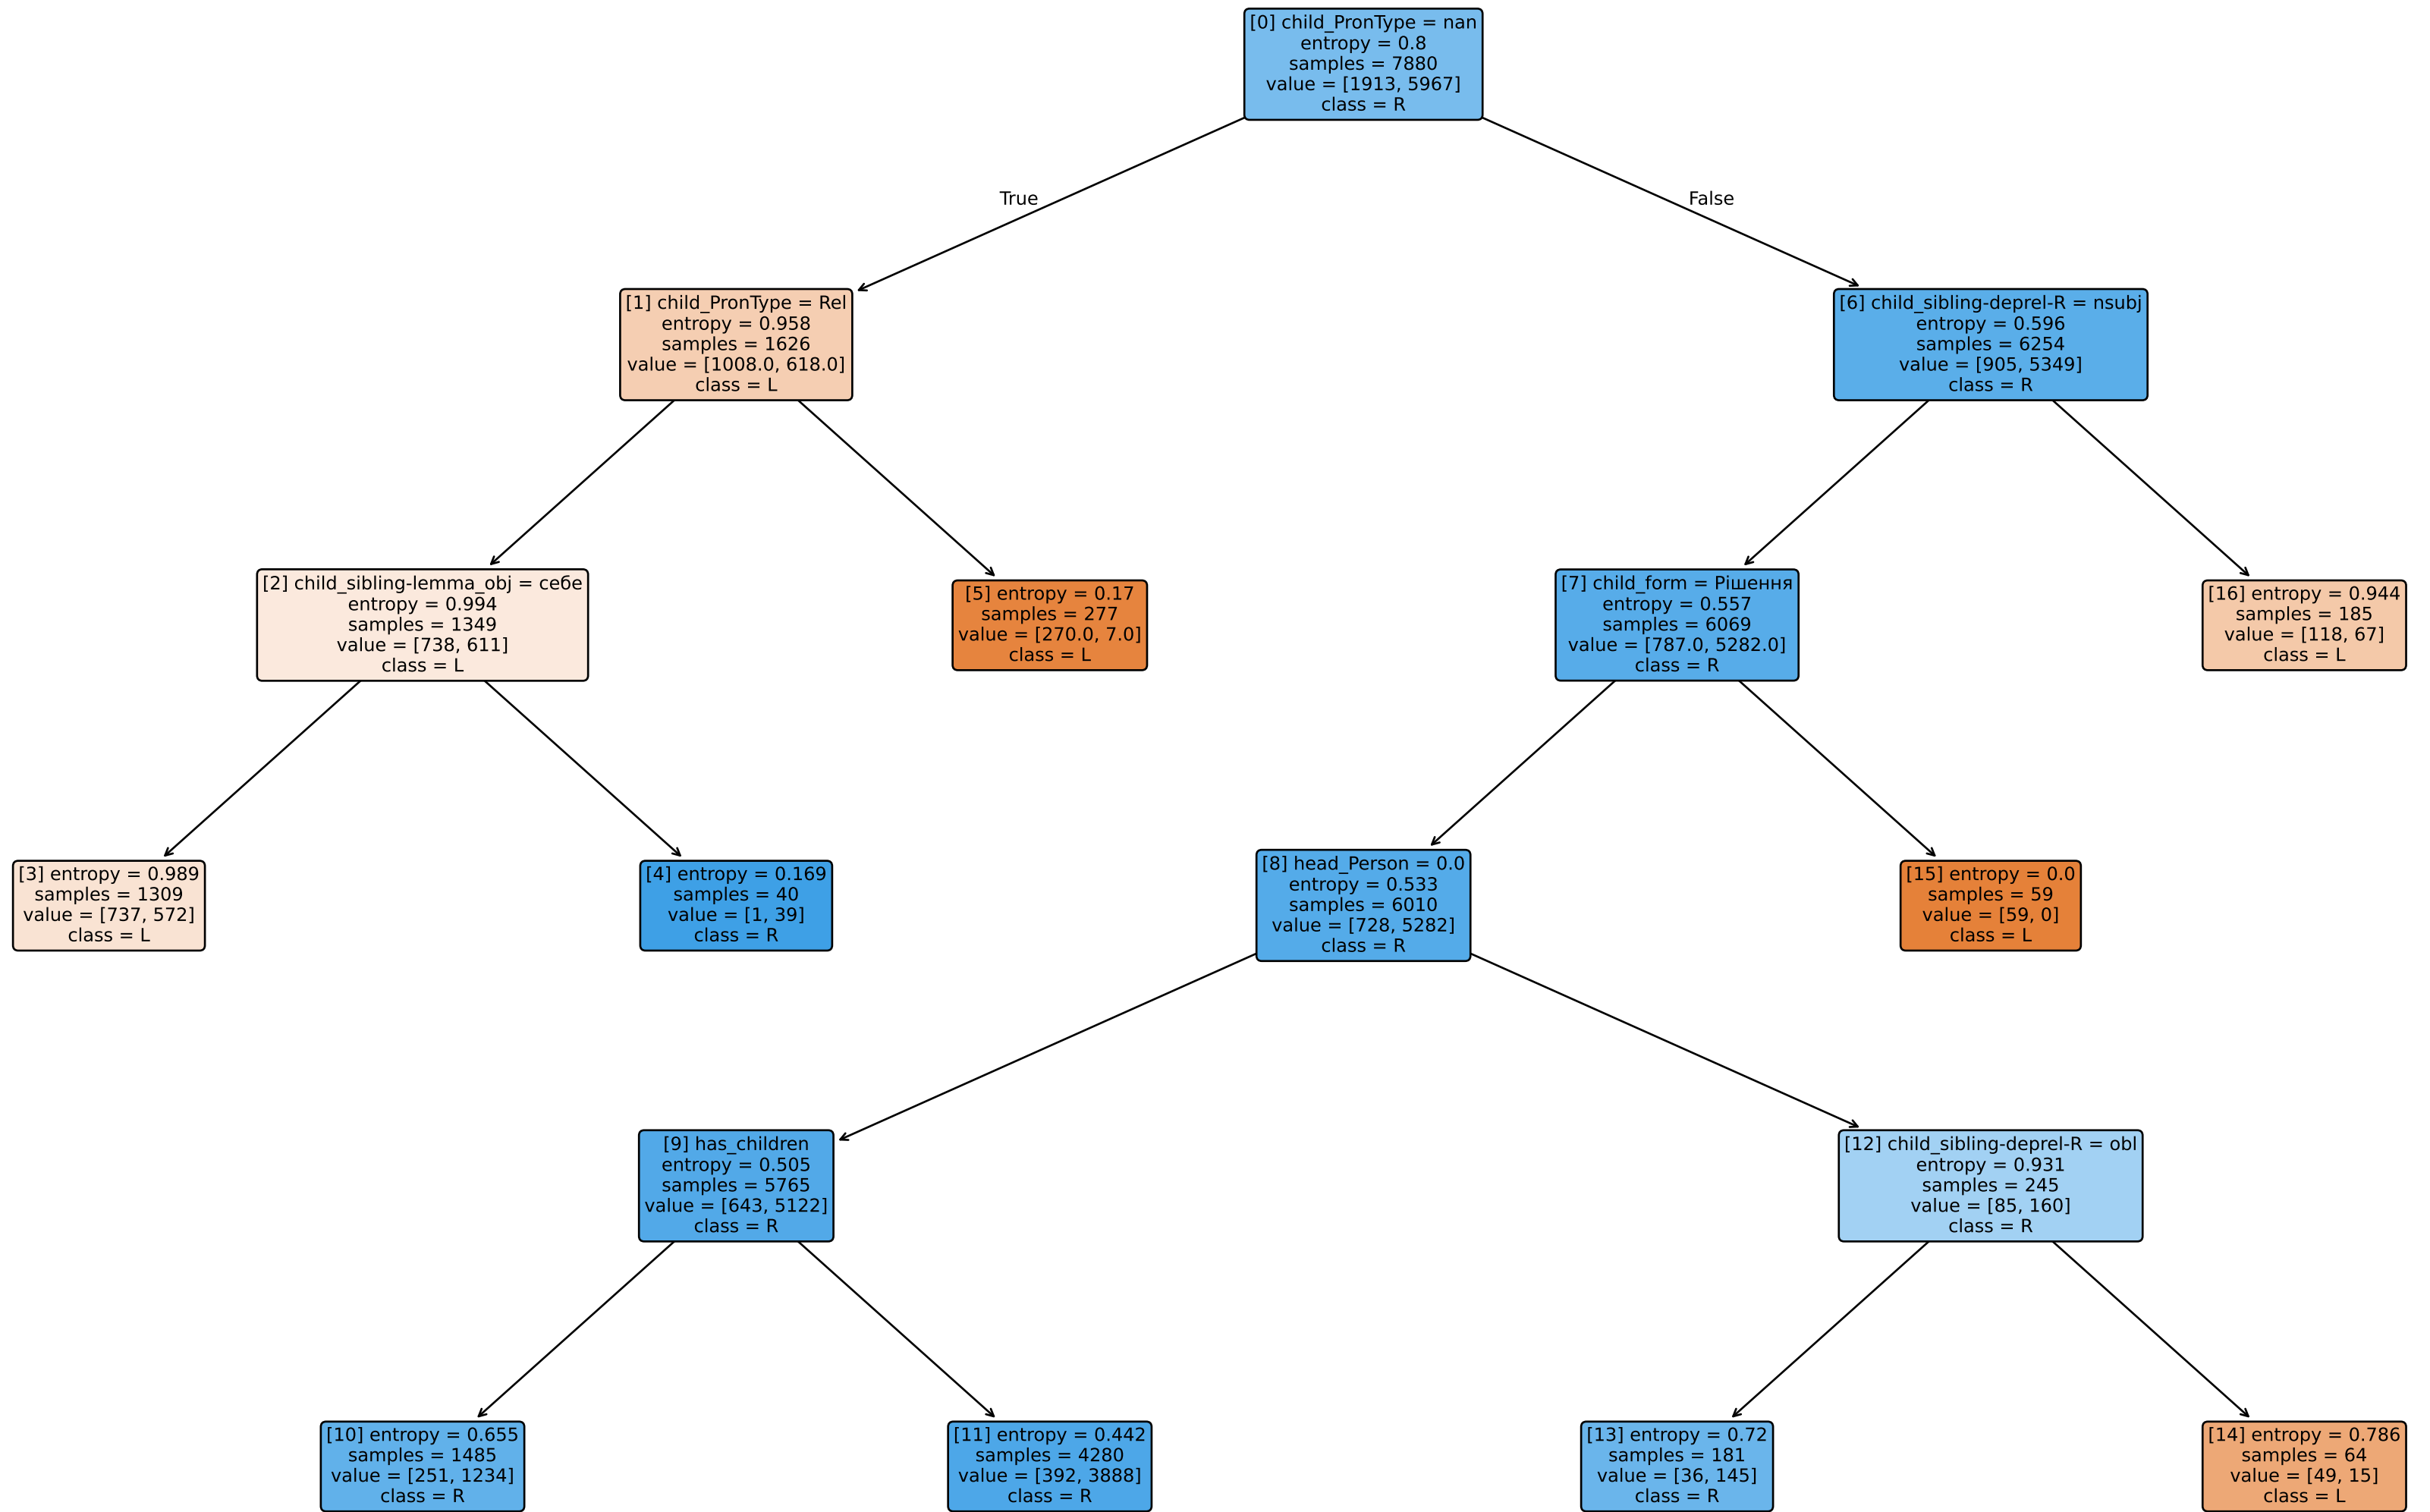 [0] child_PronType = nan
entropy = 0.8
samples = 7880
value = [1913, 5967]
class = R
True
False
[1] child_PronType = Rel
entropy = 0.958
samples = 1626
value = [1008.0, 618.0]
class = L
[6] child_sibling-deprel-R = nsubj
entropy = 0.596
samples = 6254
value = [905, 5349]
class = R
[2] child_sibling-lemma_obj = себе
entropy = 0.994
samples = 1349
value = [738, 611]
class = L
[5] entropy = 0.17
samples = 277
value = [270.0, 7.0]
class = L
[7] child_form = Рішення
entropy = 0.557
samples = 6069
value = [787.0, 5282.0]
class = R
[16] entropy = 0.944
samples = 185
value = [118, 67]
class = L
[3] entropy = 0.989
samples = 1309
value = [737, 572]
class = L
[4] entropy = 0.169
samples = 40
value = [1, 39]
class = R
[8] head_Person = 0.0
entropy = 0.533
samples = 6010
value = [728, 5282]
class = R
[15] entropy = 0.0
samples = 59
value = [59, 0]
class = L
[9] has_children
entropy = 0.505
samples = 5765
value = [643, 5122]
class = R
[12] child_sibling-deprel-R = obl
entropy = 0.931
samples = 245
value = [85, 160]
class = R
[10] entropy = 0.655
samples = 1485
value = [251, 1234]
class = R
[11] entropy = 0.442
samples = 4280
value = [392, 3888]
class = R
[13] entropy = 0.72
samples = 181
value = [36, 145]
class = R
[14] entropy = 0.786
samples = 64
value = [49, 15]
class = L